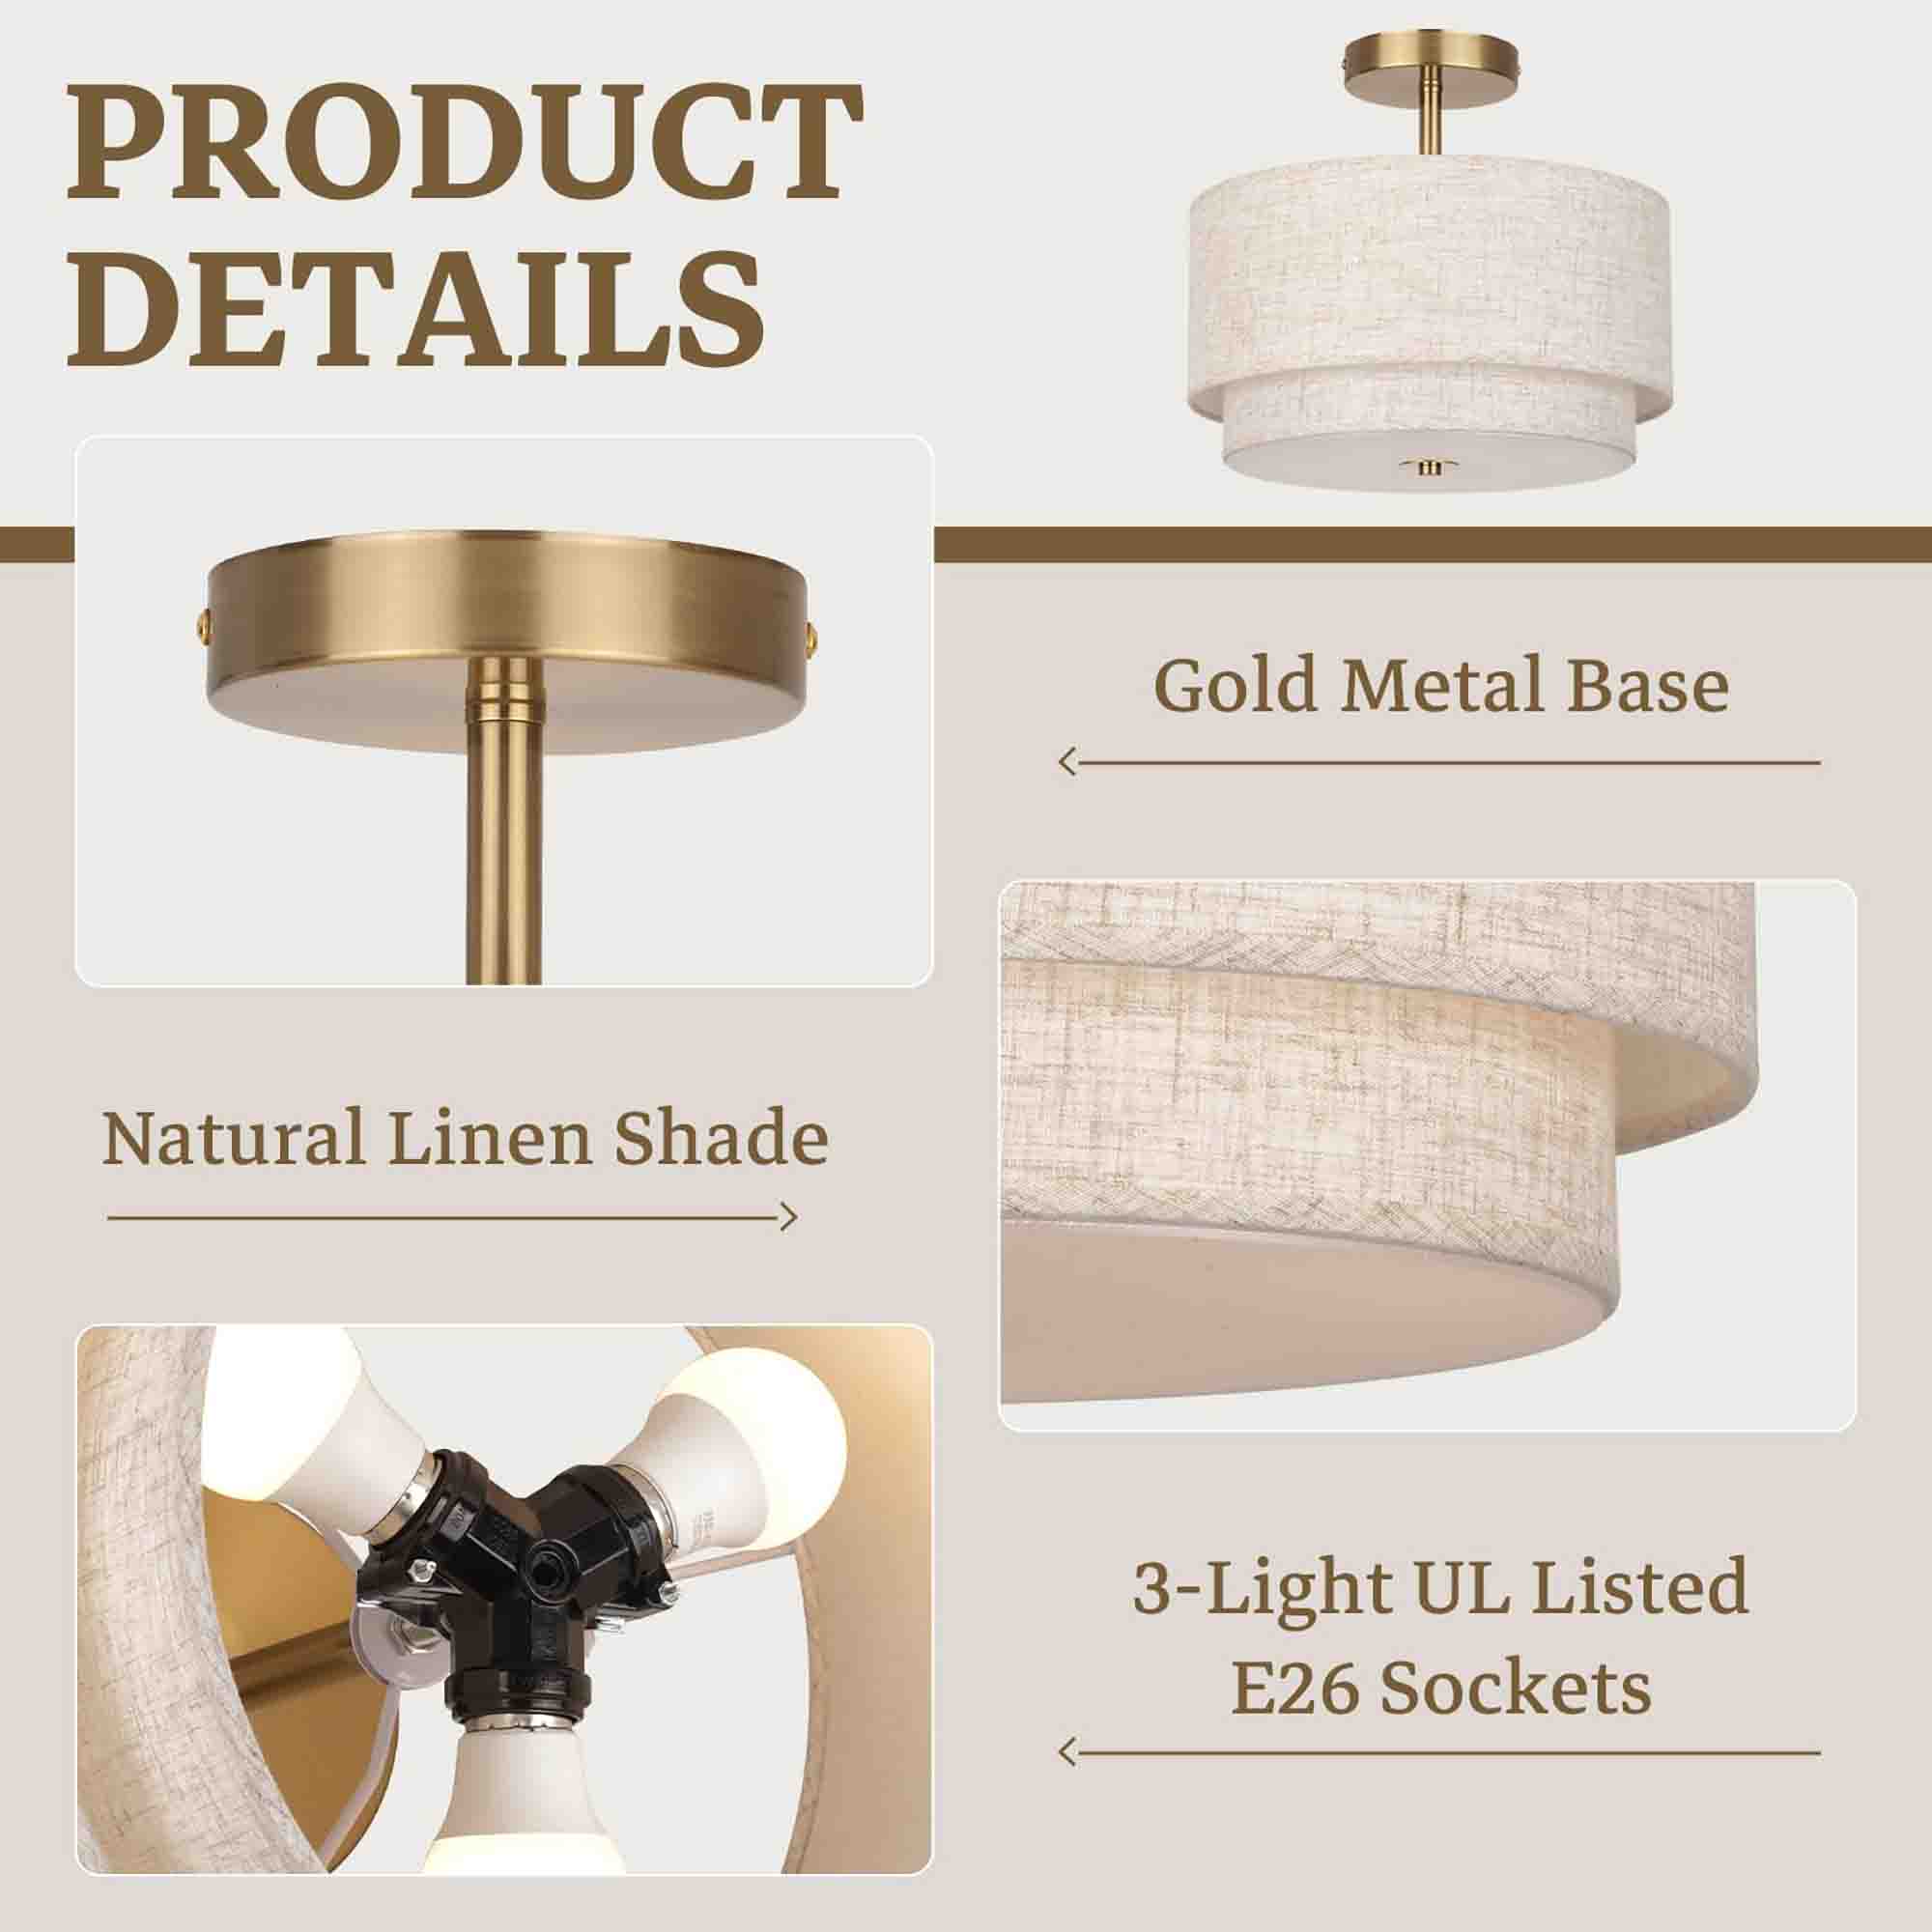 PRODUCT
DETAILS
Gold Metal Base
Natural Linen Shade
3-Light UL Listed
E26 Sockets